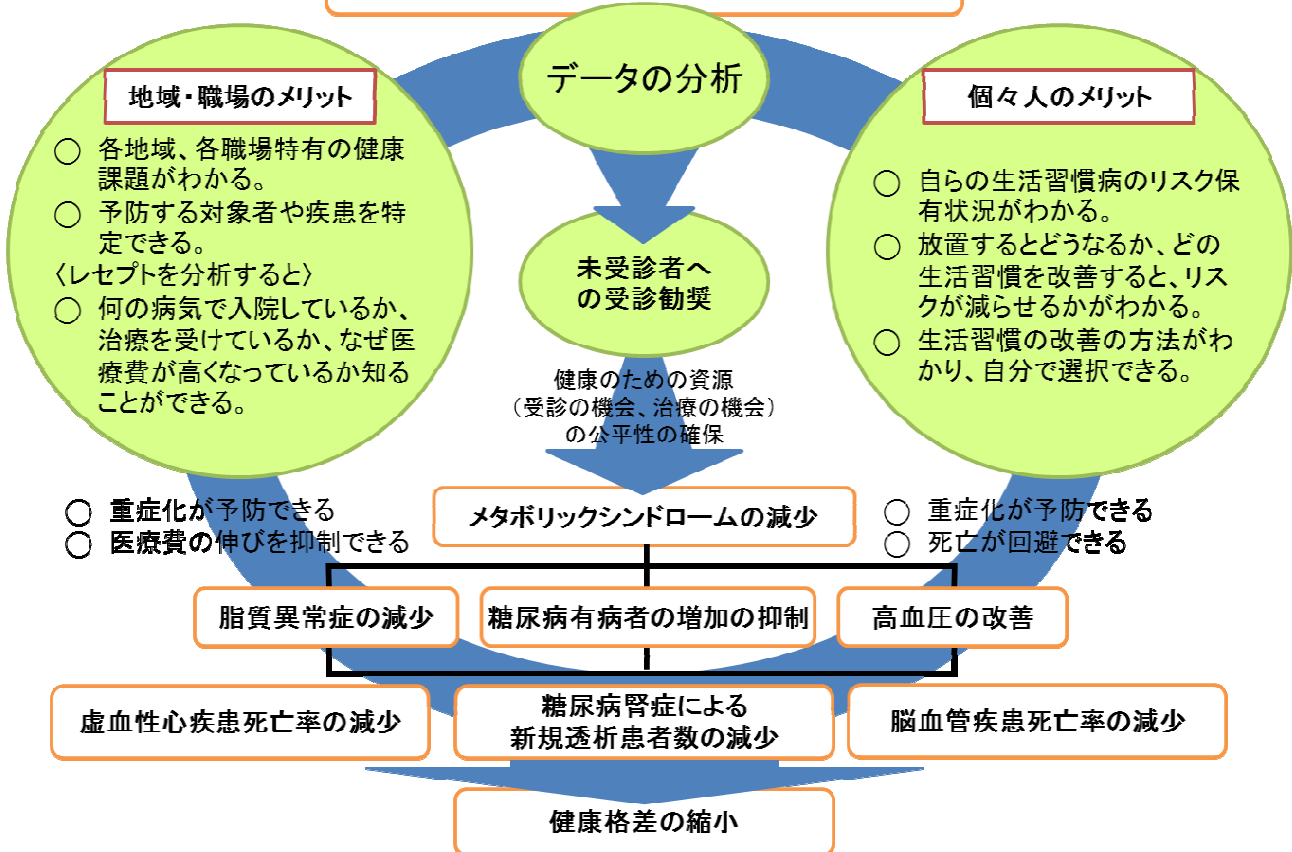 データの分析
地域・職場のメリット
○ 各地域、各職場特有の健康
課題がわかる。
○ 予防する対象者や疾患を特
定できる。
〈レセプトを分析すると〉
○ 何の病気で入院しているか、
治療を受けているか、なぜ医
療費が高くなっているか知る
ことができる。
個々人のメリット
○ 自らの生活習慣病のリスク保
有状況がわかる。
○ 放置するとどうなるか、どの
生活習慣を改善すると、リス
クが減らせるかがわかる。
○ 生活習慣の改善の方法がわ
かり、自分で選択できる。
未受診者へ
の受診勧奨
健康のための資源
（受診の機会、治療の機会）
の公平性の確保
○ 重症化が予防できる
○ 医療費の伸びを抑制できる
メタボリックシンドロームの減少
○ 重症化が予防できる
○ 死亡が回避できる
脂質異常症の減少
糖尿病有病者の増加の抑制
高血圧の改善
虚血性心疾患死亡率の減少
糖尿病腎症による
新規透析患者数の減少
脳血管疾患死亡率の減少
健康格差の縮小